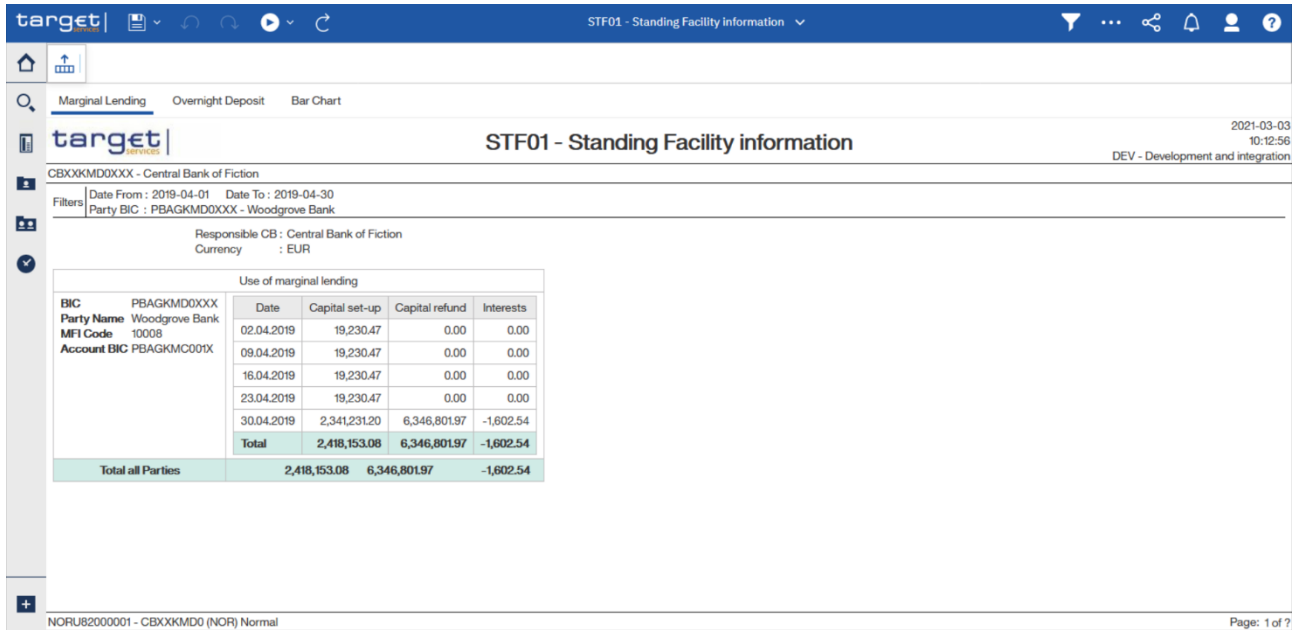 target| SERVICES
STF01 - Standing Facility information
?
Marginal Lending Overnight Deposit Bar Chart
target| SERVICES
STF01 - Standing Facility information
2021-03-03
10:12:56
DEV - Development and integration
CBXXKMD0XXX - Central Bank of Fiction
Filters Date From : 2019-04-01 Date To : 2019-04-30
Party BIC : PBAGKMD0XXX - Woodgrove Bank
Responsible CB : Central Bank of Fiction
Currency : EUR
Use of marginal lending
BIC PBAGKMD0XXX
Party Name Woodgrove Bank
MFI Code 10008
Account BIC PBAGKMC001X
Date Capital set-up Capital refund Interests
02.04.2019 19,230.47 0.00 0.00
09.04.2019 19,230.47 0.00 0.00
16.04.2019 19,230.47 0.00 0.00
23.04.2019 19,230.47 0.00 0.00
30.04.2019 2,341,231.20 6,346,801.97 -1,602.54
Total 2,418,153.08 6,346,801.97 -1,602.54
Total all Parties 2,418,153.08 6,346,801.97 -1,602.54
NORU82000001 - CBXXKMD0 (NOR) Normal
Page: 1 of ?